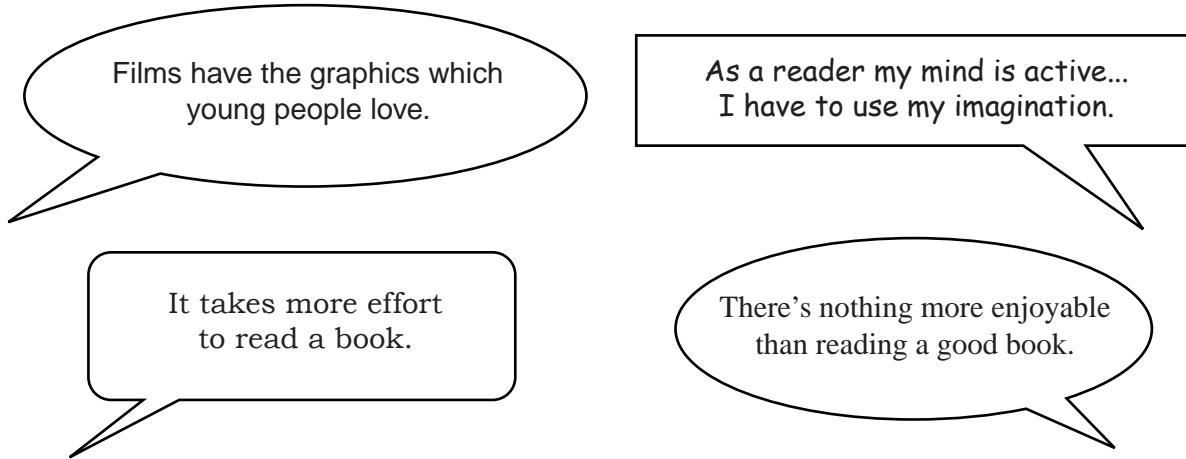 Films have the graphics which
young people love.
As a reader my mind is active...
I have to use my imagination.
It takes more effort
to read a book.
There’s nothing more enjoyable
than reading a good book.